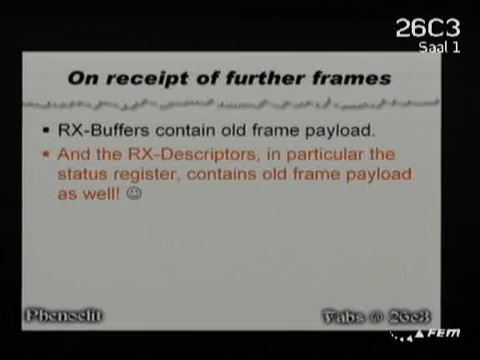 26C3
Saal 1
On receipt of further frames
RX-Buffers contain old frame payload.
And the RX-Descriptors, in particular the
status register, contains old frame payload
as well! ☺
Phenoelit
Fabs @ 26c3
FEM